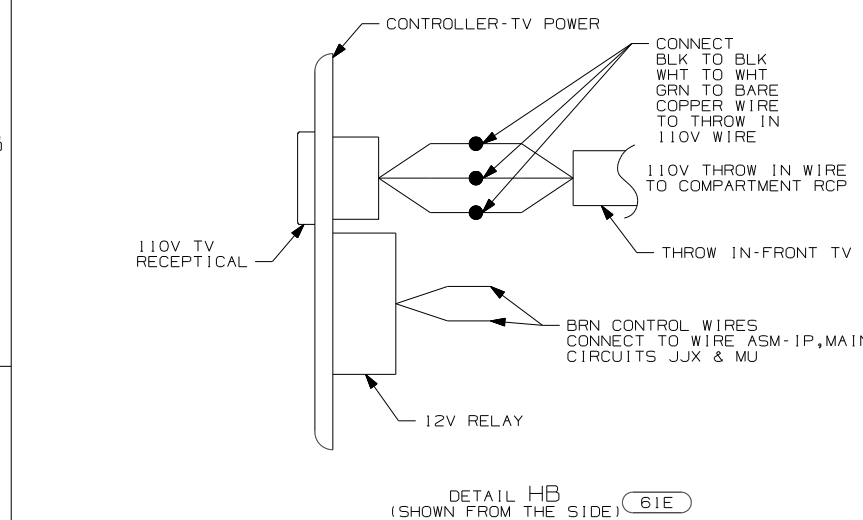 CONTROLLER-TV POWER
CONNECT
BLK TO BLK
WHT TO WHT
GRN TO BARE
COPPER WIRE
TO THROW IN
110V WIRE
110V THROW IN WIRE
TO COMPARTMENT RCP
110V TV
RECEPTICAL
THROW IN-FRONT TV
BRN CONTROL WIRES
CONNECT TO WIRE ASM-IP,MAIN
CIRCUITS JJX & MU
12V RELAY
DETAIL HB
(SHOWN FROM THE SIDE)
61E